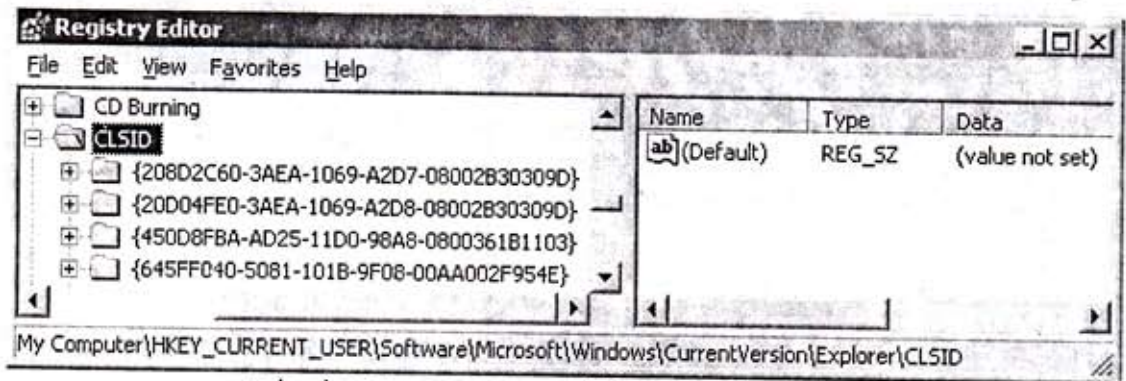 Registry Editor
File Edit View Favorites Help
CD Burning
CLSID
{208D2C60-3AEA-1069-A2D7-08002B30309D}
{20D04FE0-3AEA-1069-A2D8-08002B30309D}
{450D8FBA-AD25-11D0-98A8-0800361B1103}
{645FF040-5081-101B-9F08-00AA002F954E}
Name Type Data
ab (Default) REG_SZ (value not set)
My Computer\HKEY_CURRENT_USER\Software\Microsoft\Windows\CurrentVersion\Explorer\CLSID